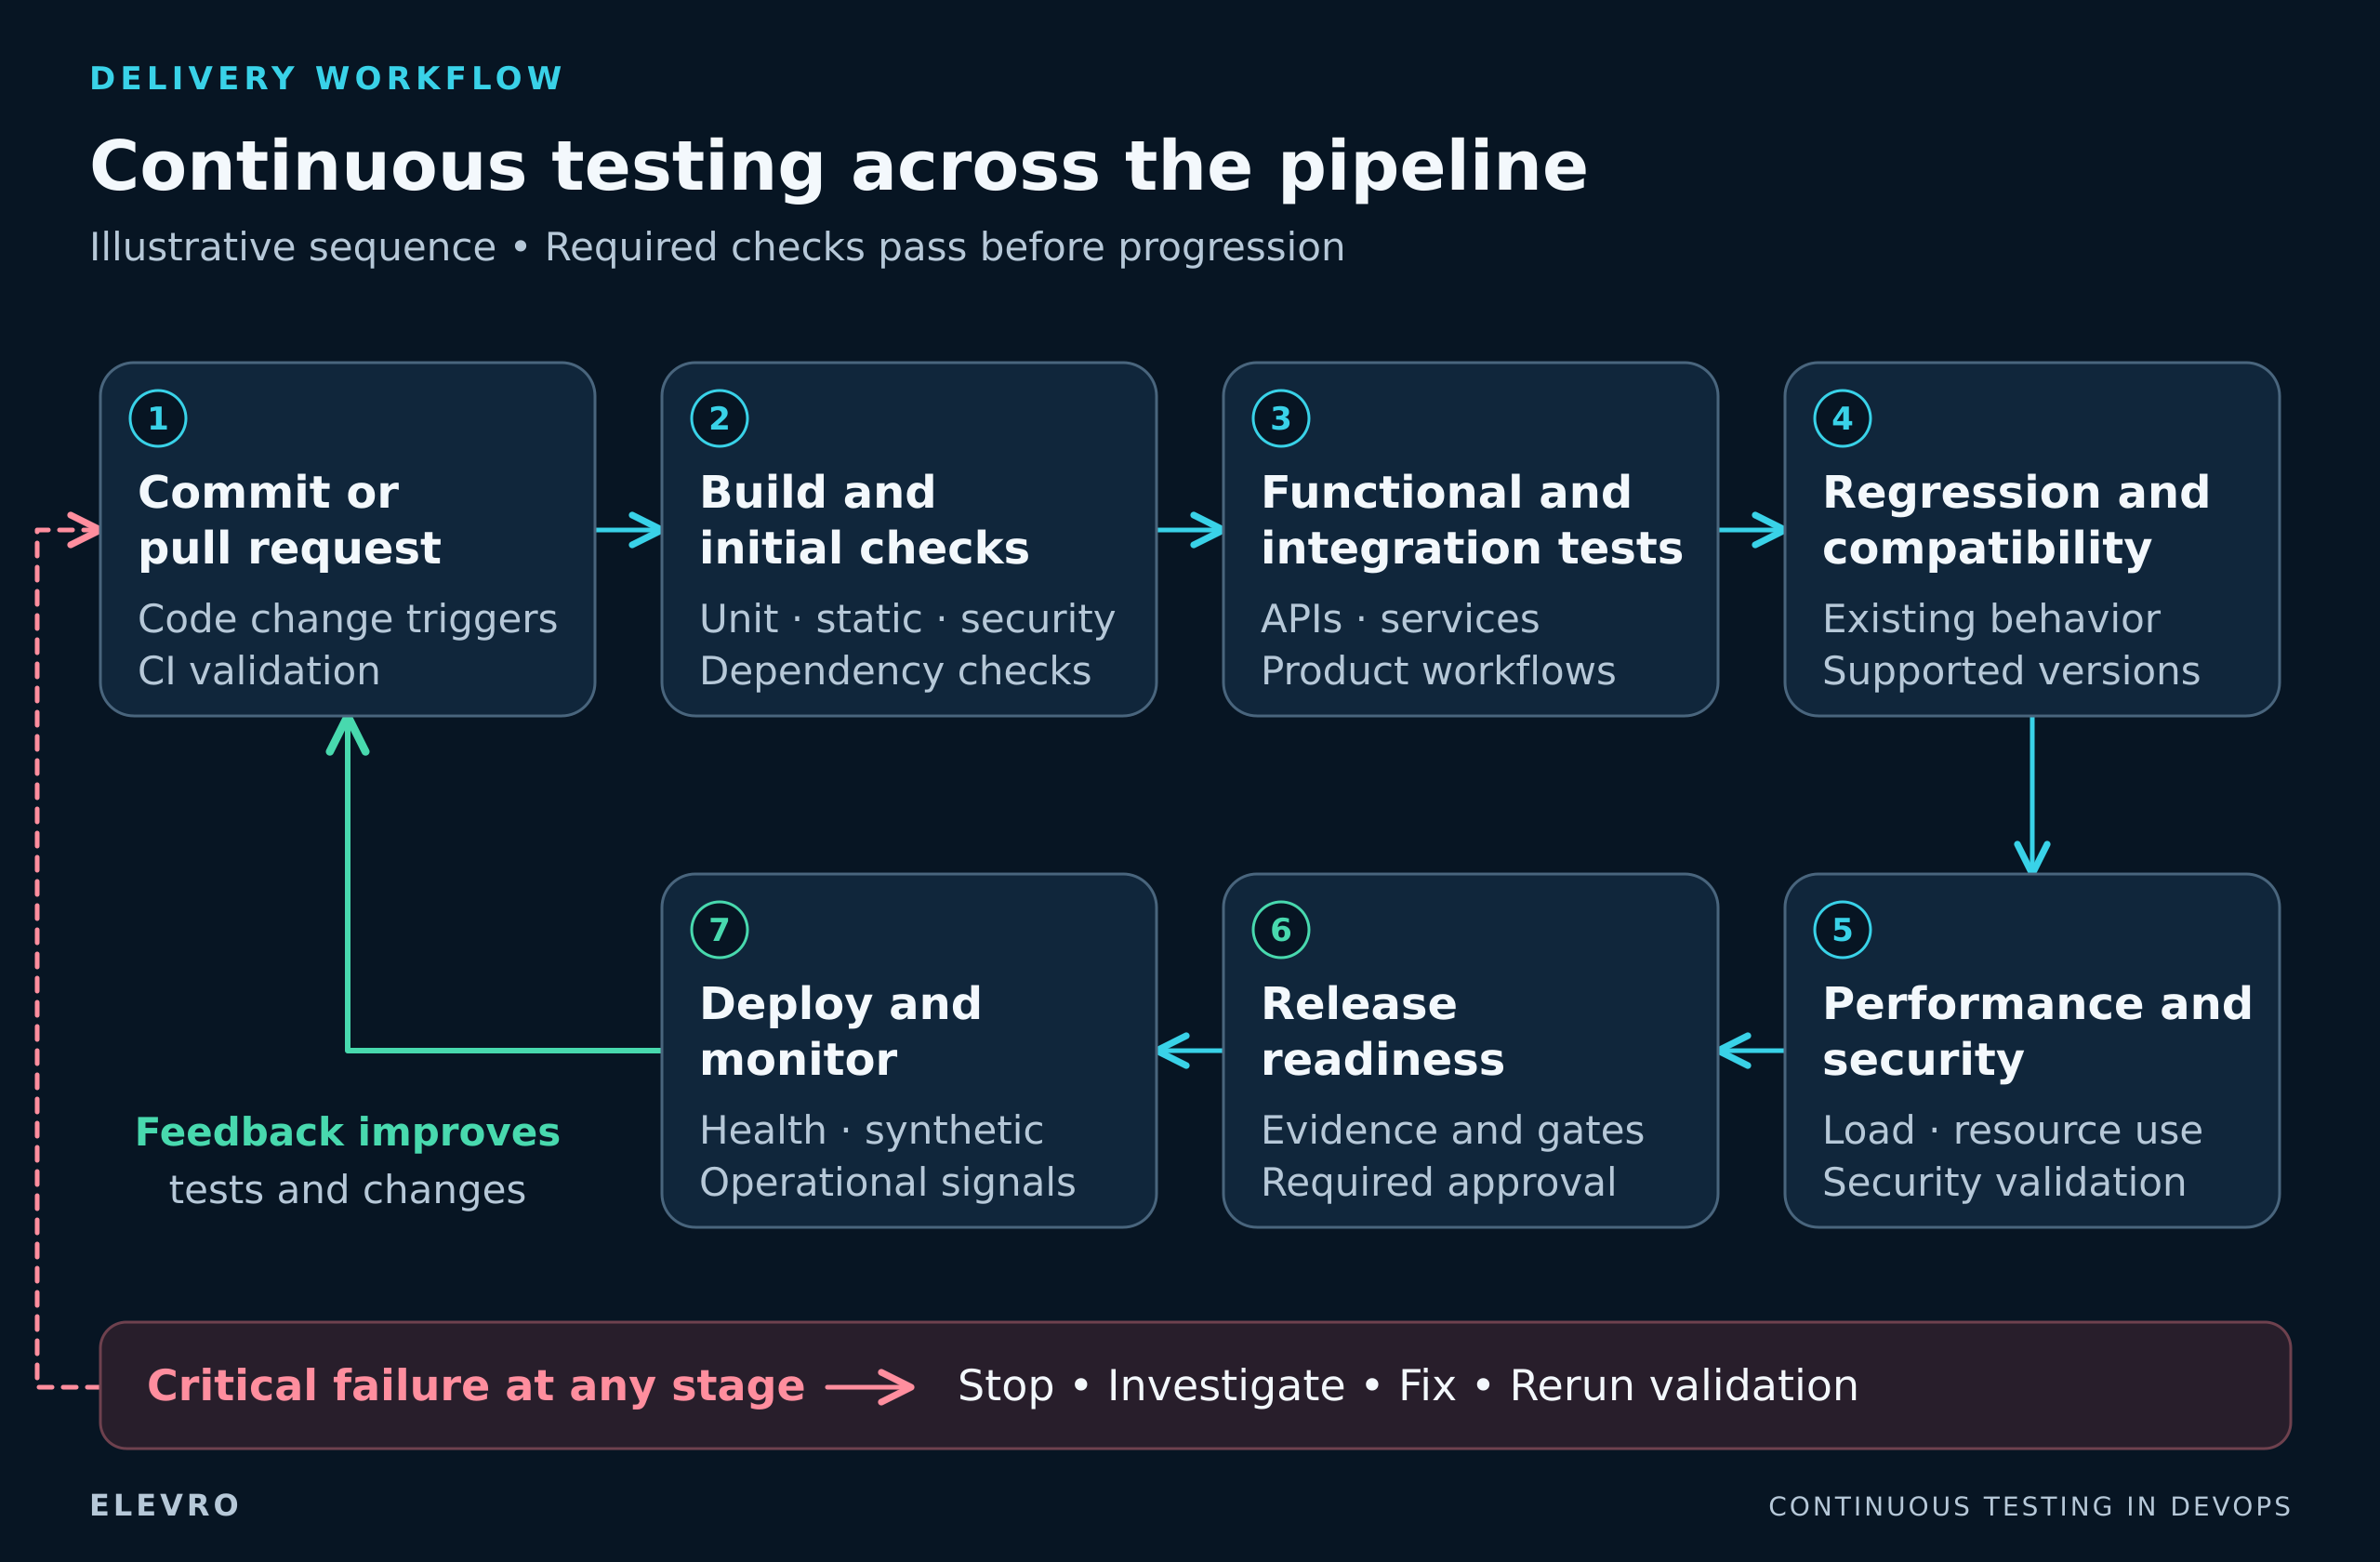 DELIVERY WORKFLOW
Continuous testing across the pipeline
Illustrative sequence • Required checks pass before progression
1
Commit or
pull request
Code change triggers
CI validation
2
Build and
initial checks
Unit · static · security
Dependency checks
3
Functional and
integration tests
APIs · services
Product workflows
4
Regression and
compatibility
Existing behavior
Supported versions
5
Performance and
security
Load · resource use
Security validation
6
Release
readiness
Evidence and gates
Required approval
7
Deploy and
monitor
Health · synthetic
Operational signals
Feedback improves
tests and changes
Critical failure at any stage
Stop • Investigate • Fix • Rerun validation
ELEVRO
CONTINUOUS TESTING IN DEVOPS